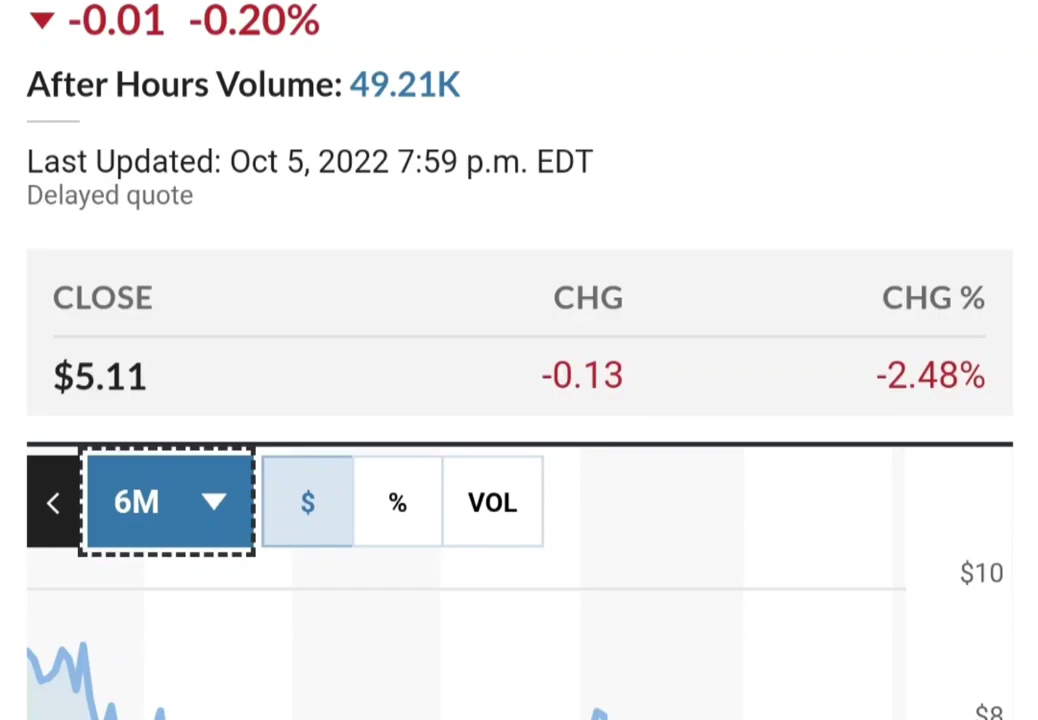 -0.01 -0.20%
After Hours Volume: 49.21K
Last Updated: Oct 5, 2022 7:59 p.m. EDT
Delayed quote
CLOSE CHG CHG %
$5.11 -0.13 -2.48%
6M $ % VOL
$10
$8